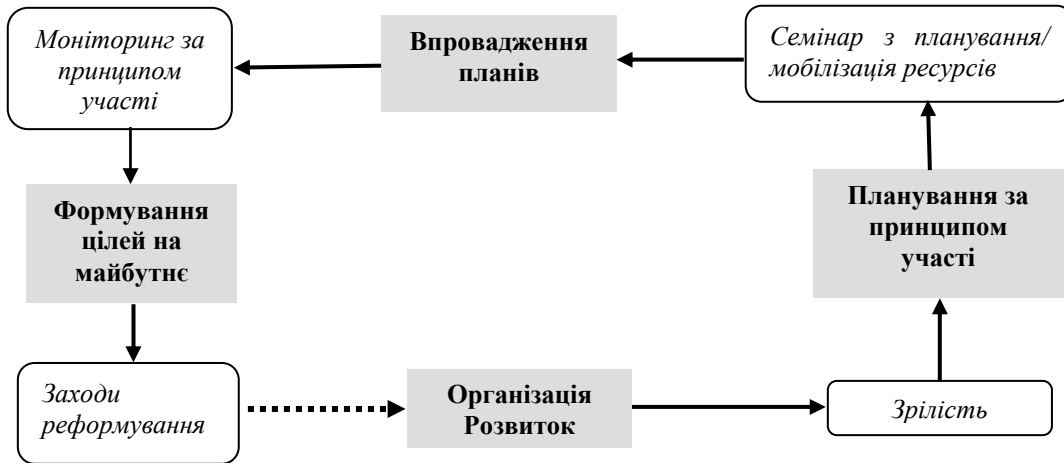 Моніторинг за
принципом
участі
Впровадження
планів
Семінар з планування/
мобілізація ресурсів
Формування
цілей на
майбутнє
Планування за
принципом
участі
Заходи
реформування
Організація
Розвиток
Зрілість